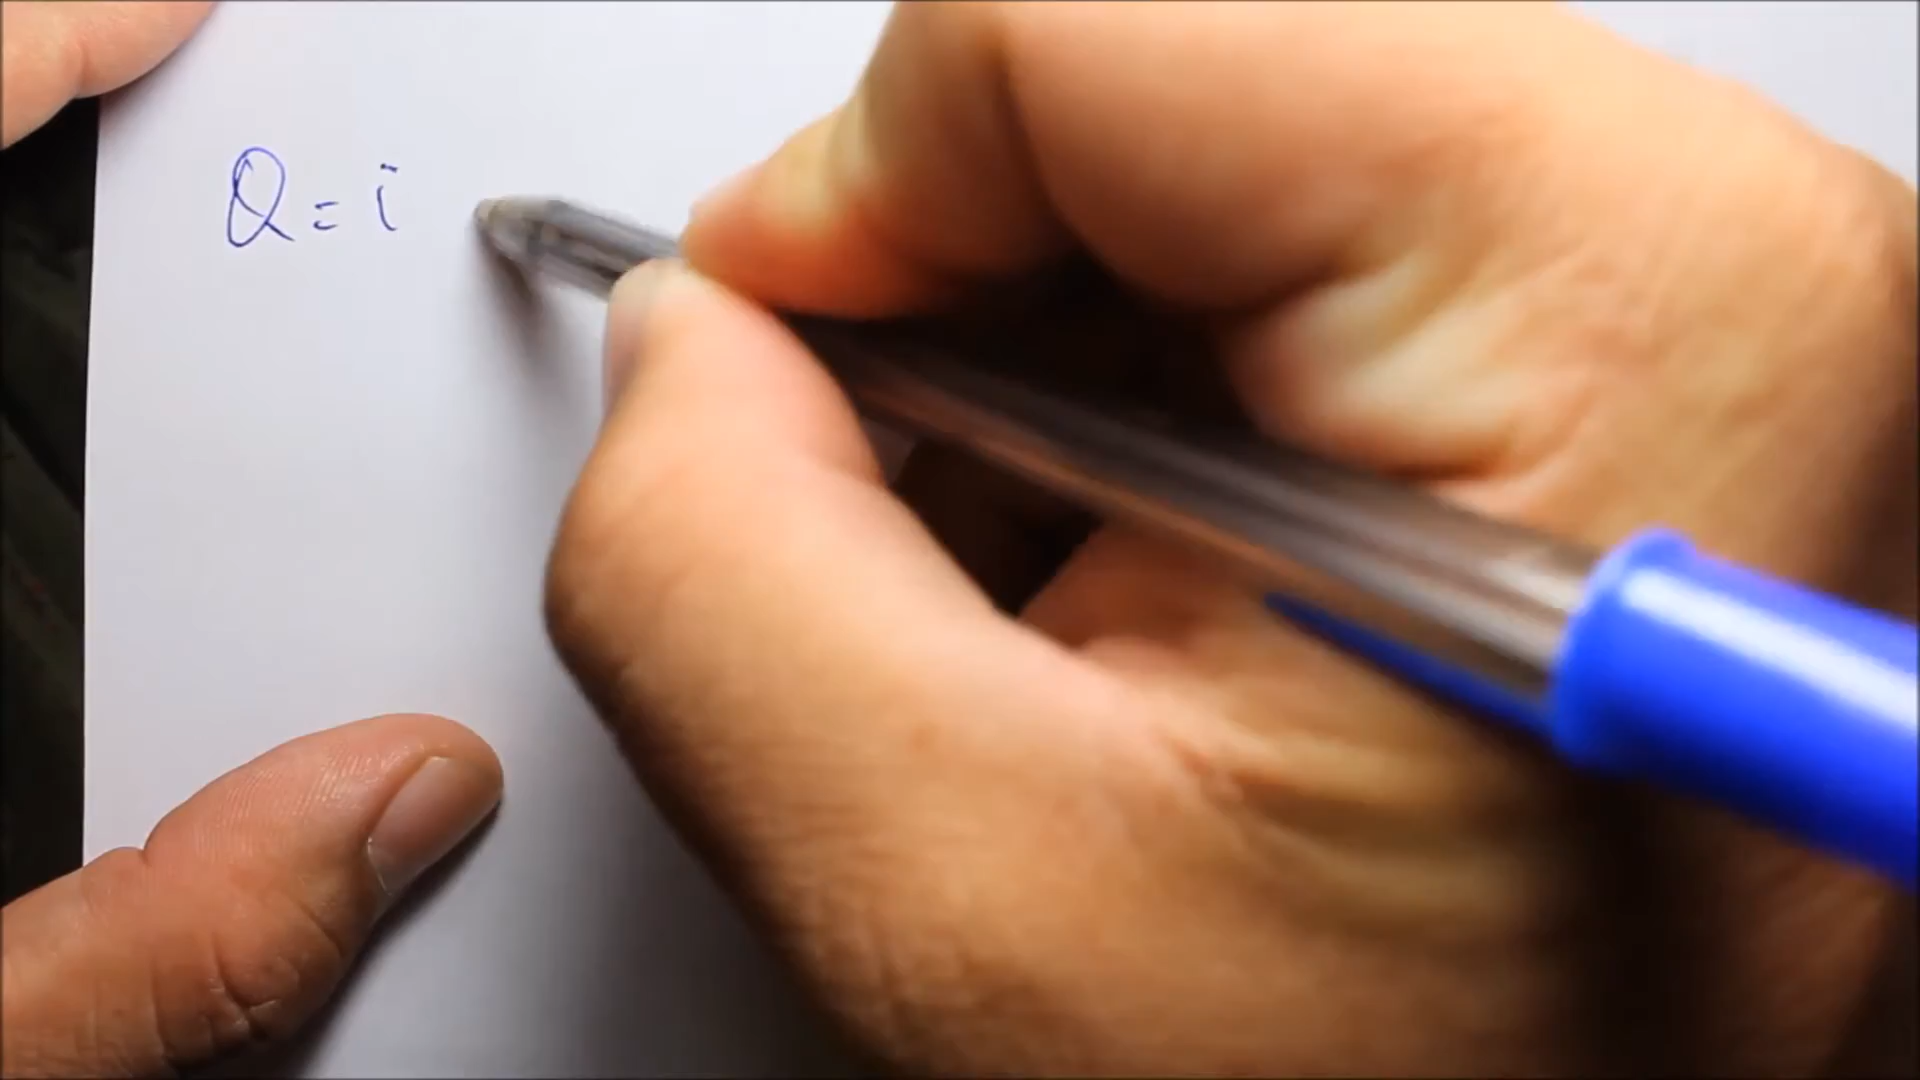 Q = i